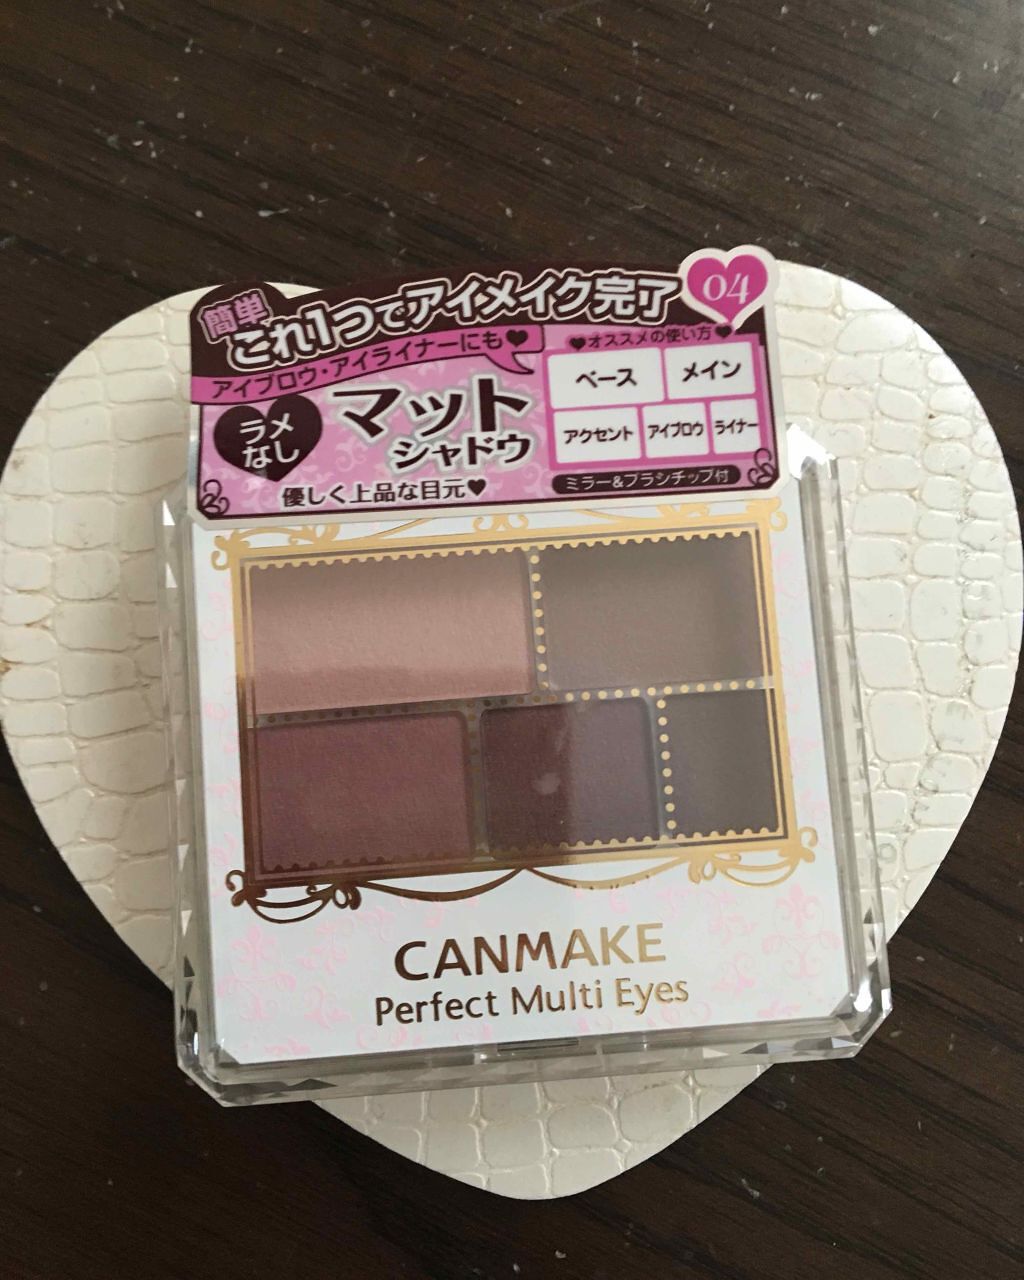 簡単
これ1つでアイメイク完了
04
アイブロウ・アイライナーにも♥
ラメ
なし
マット
シャドウ
優しく上品な目元♥
♥オススメの使い方♥
ベース
メイン
アクセント
アイブロウ
ライナー
ミラー&ブラシチップ付
CANMAKE
Perfect Multi Eyes